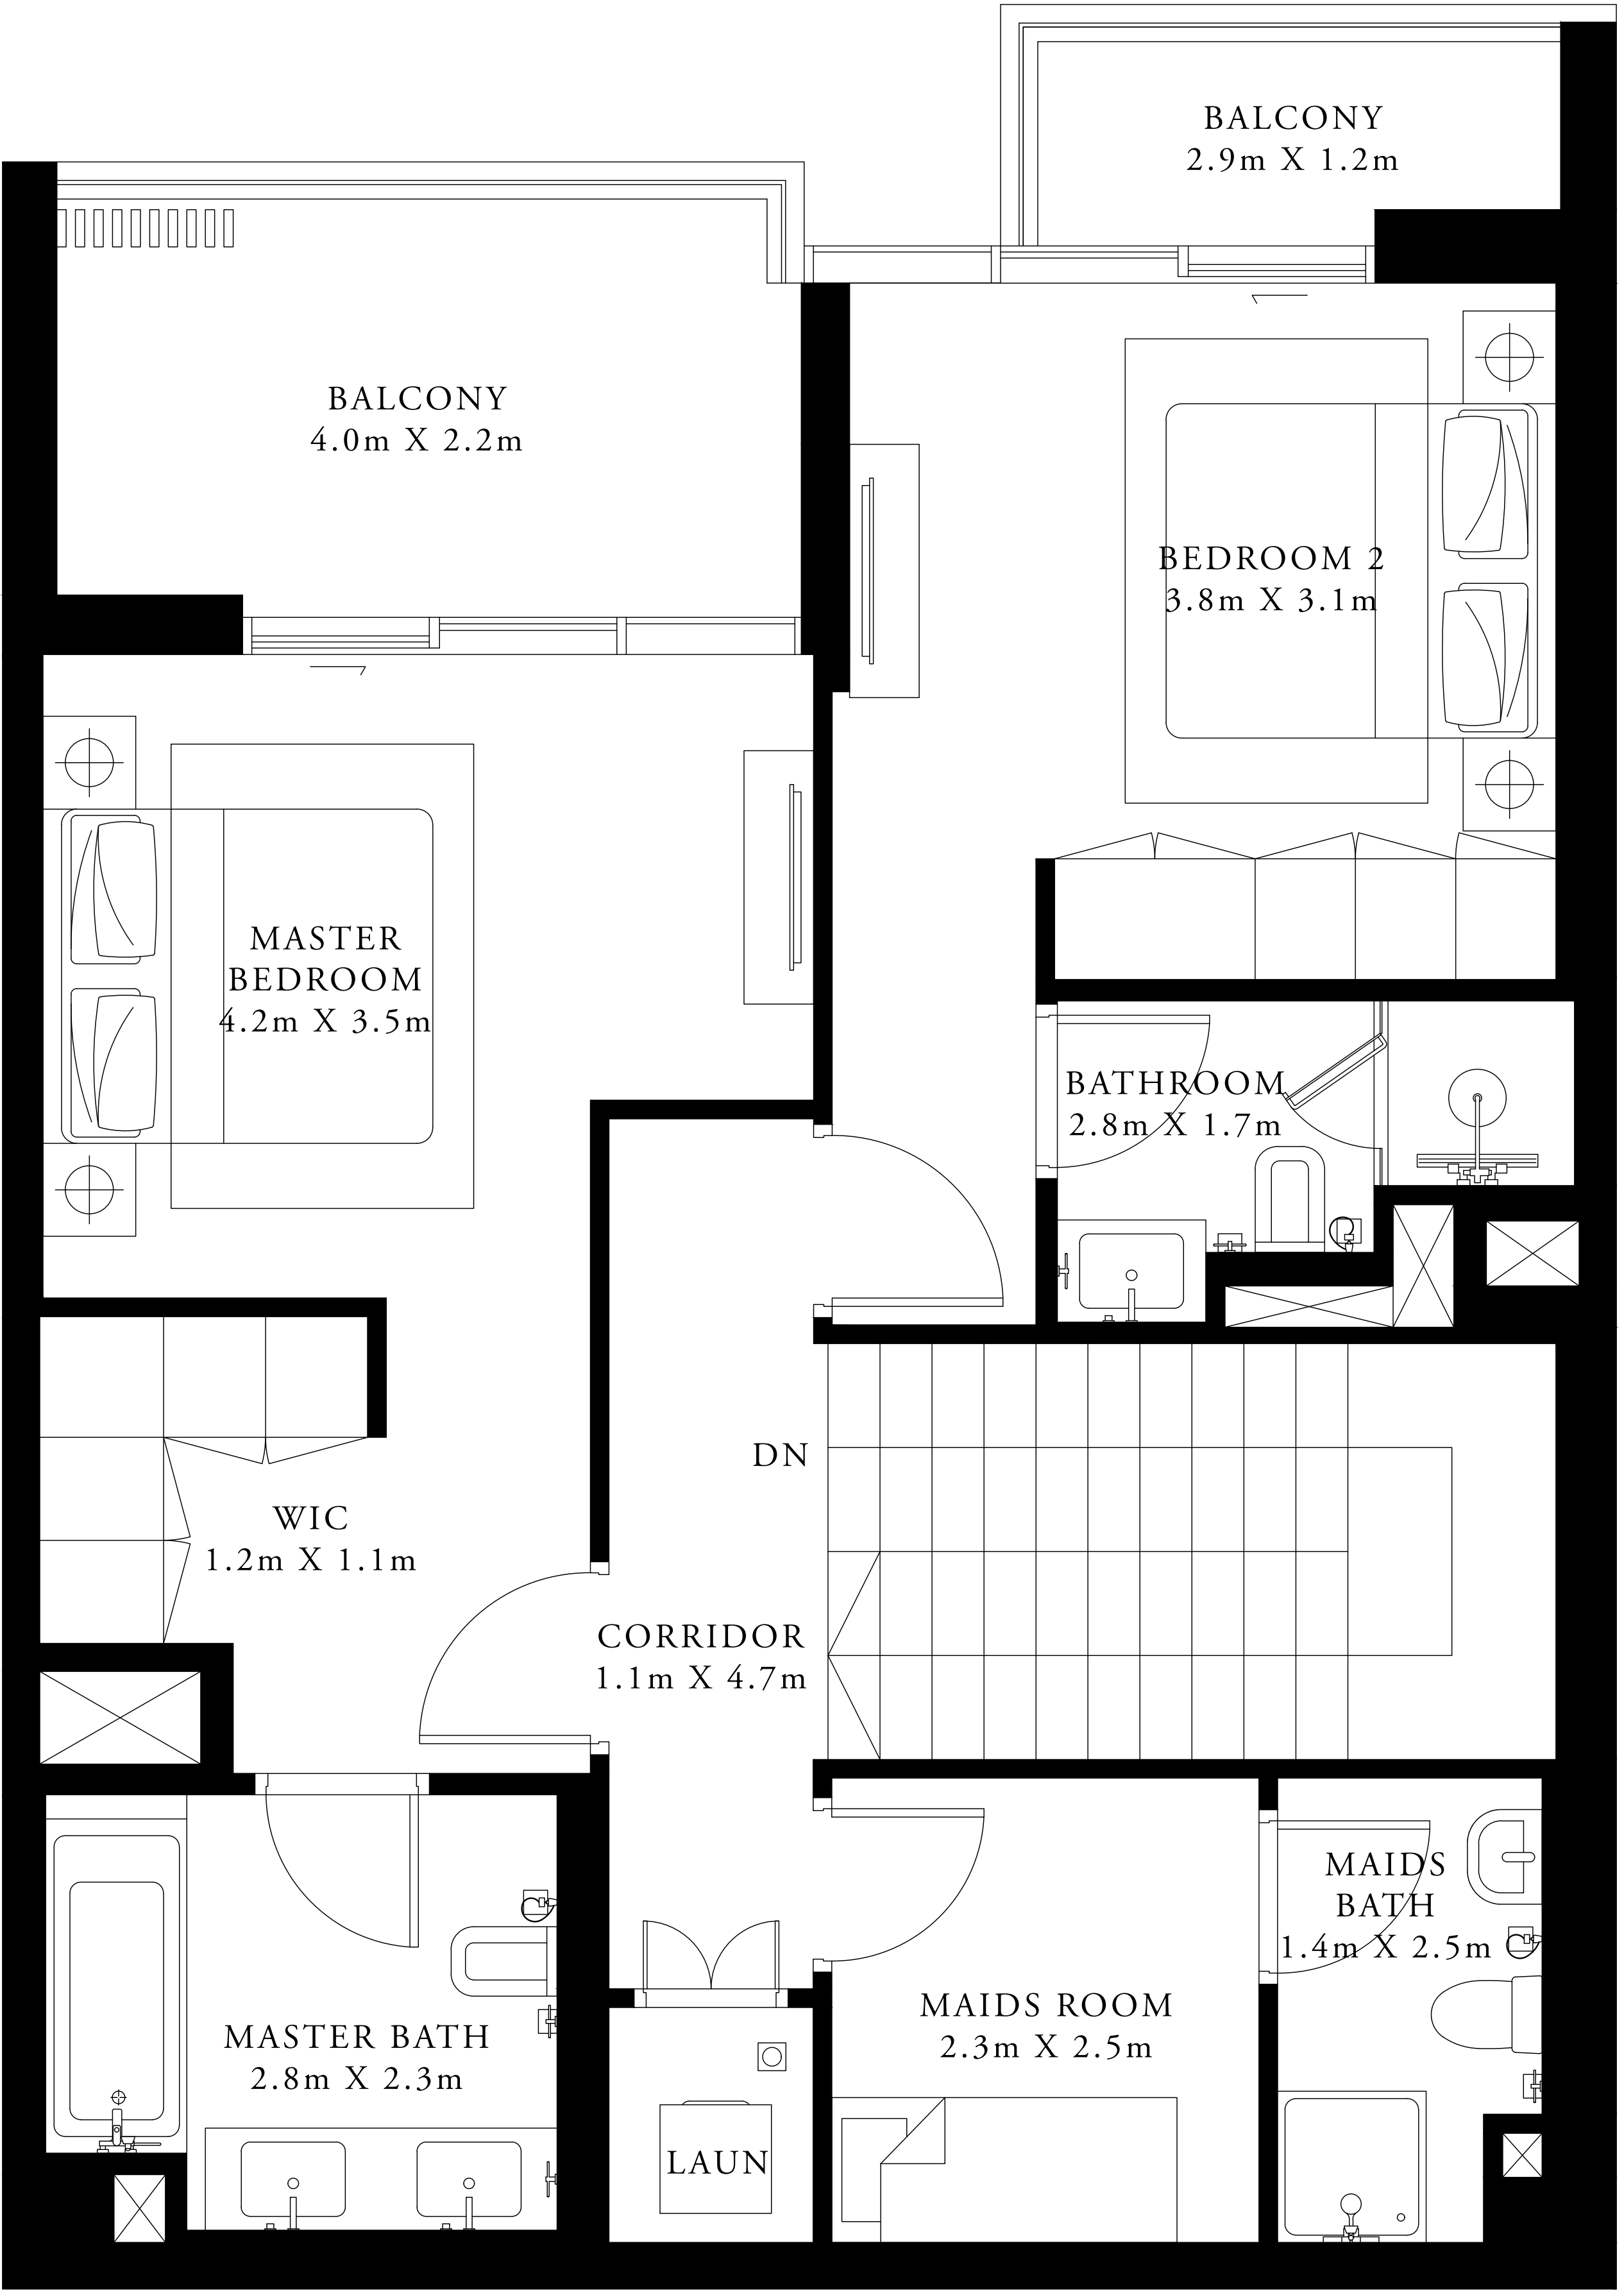 BALCONY
2.9m X 1.2m
BALCONY
4.0m X 2.2m
BEDROOM 2
3.8m X 3.1m
MASTER
BEDROOM
4.2m X 3.5m
BATHROOM
2.8m X 1.7m
DN
WIC
1.2m X 1.1m
CORRIDOR
1.1m X 4.7m
MAIDS
BATH
1.4m X 2.5m
MAIDS ROOM
2.3m X 2.5m
MASTER BATH
2.8m X 2.3m
LAUN